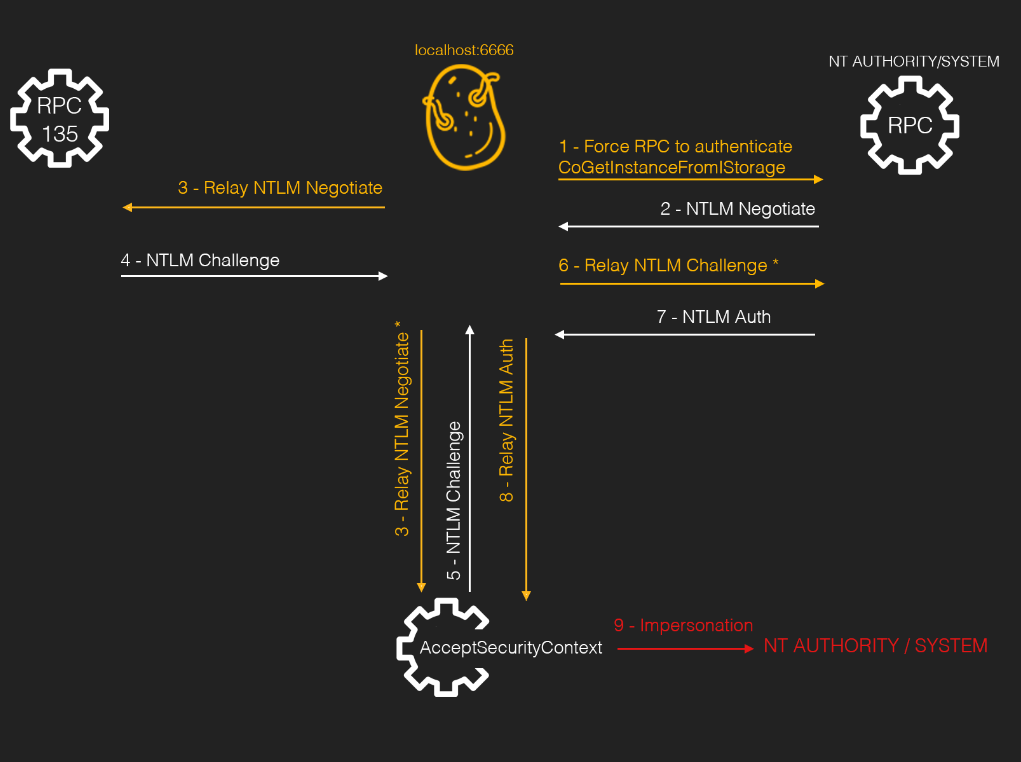 localhost:6666
NT AUTHORITY/SYSTEM
RPC
135
RPC
1 - Force RPC to authenticate
CoGetInstanceFromIStorage
3 - Relay NTLM Negotiate
2 - NTLM Negotiate
4 - NTLM Challenge
6 - Relay NTLM Challenge *
7 - NTLM Auth
3 - Relay NTLM Negotiate *
5 - NTLM Challenge
8 - Relay NTLM Auth
9 - Impersonation
AcceptSecurityContext
NT AUTHORITY / SYSTEM